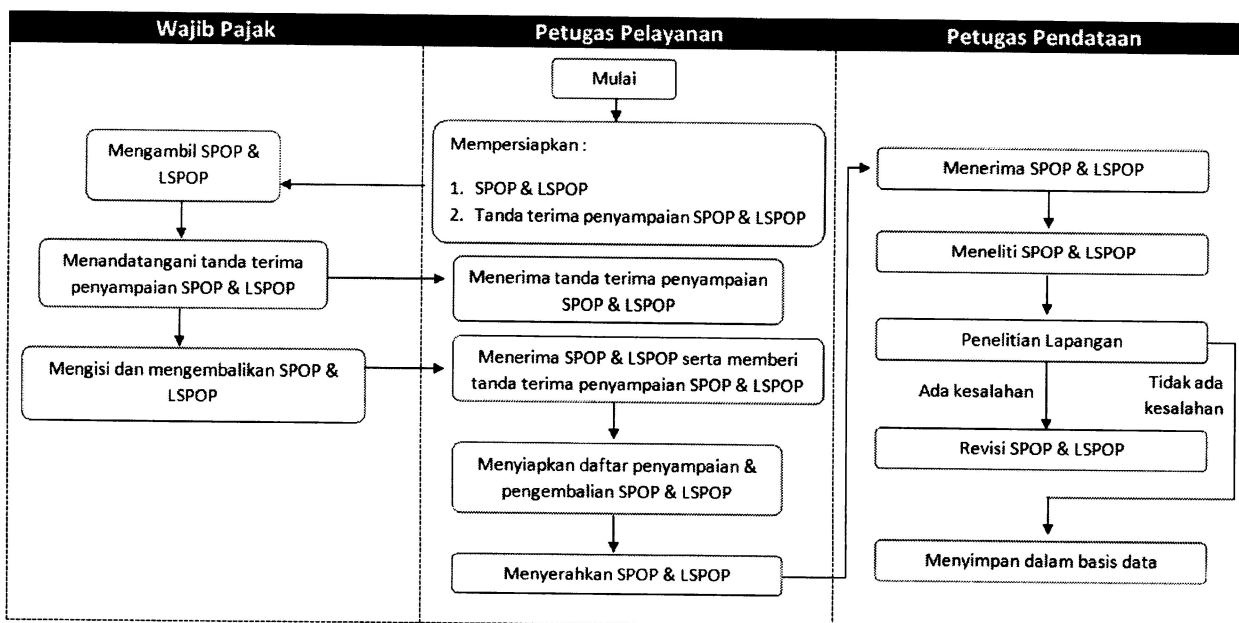 Wajib Pajak
Petugas Pelayanan
Petugas Pendataan
Mulai
Mempersiapkan :
1. SPOP & LSPOP
2. Tanda terima penyampaian SPOP & LSPOP
Mengambil SPOP &
LSPOP
Menandatangani tanda terima
penyampaian SPOP & LSPOP
Menerima tanda terima penyampaian
SPOP & LSPOP
Mengisi dan mengembalikan SPOP &
LSPOP
Menerima SPOP & LSPOP serta memberi
tanda terima penyampaian SPOP & LSPOP
Menyiapkan daftar penyampaian &
pengembalian SPOP & LSPOP
Menyerahkan SPOP & LSPOP
Menerima SPOP & LSPOP
Meneliti SPOP & LSPOP
Penelitian Lapangan
Ada kesalahan
Tidak ada
kesalahan
Revisi SPOP & LSPOP
Menyimpan dalam basis data